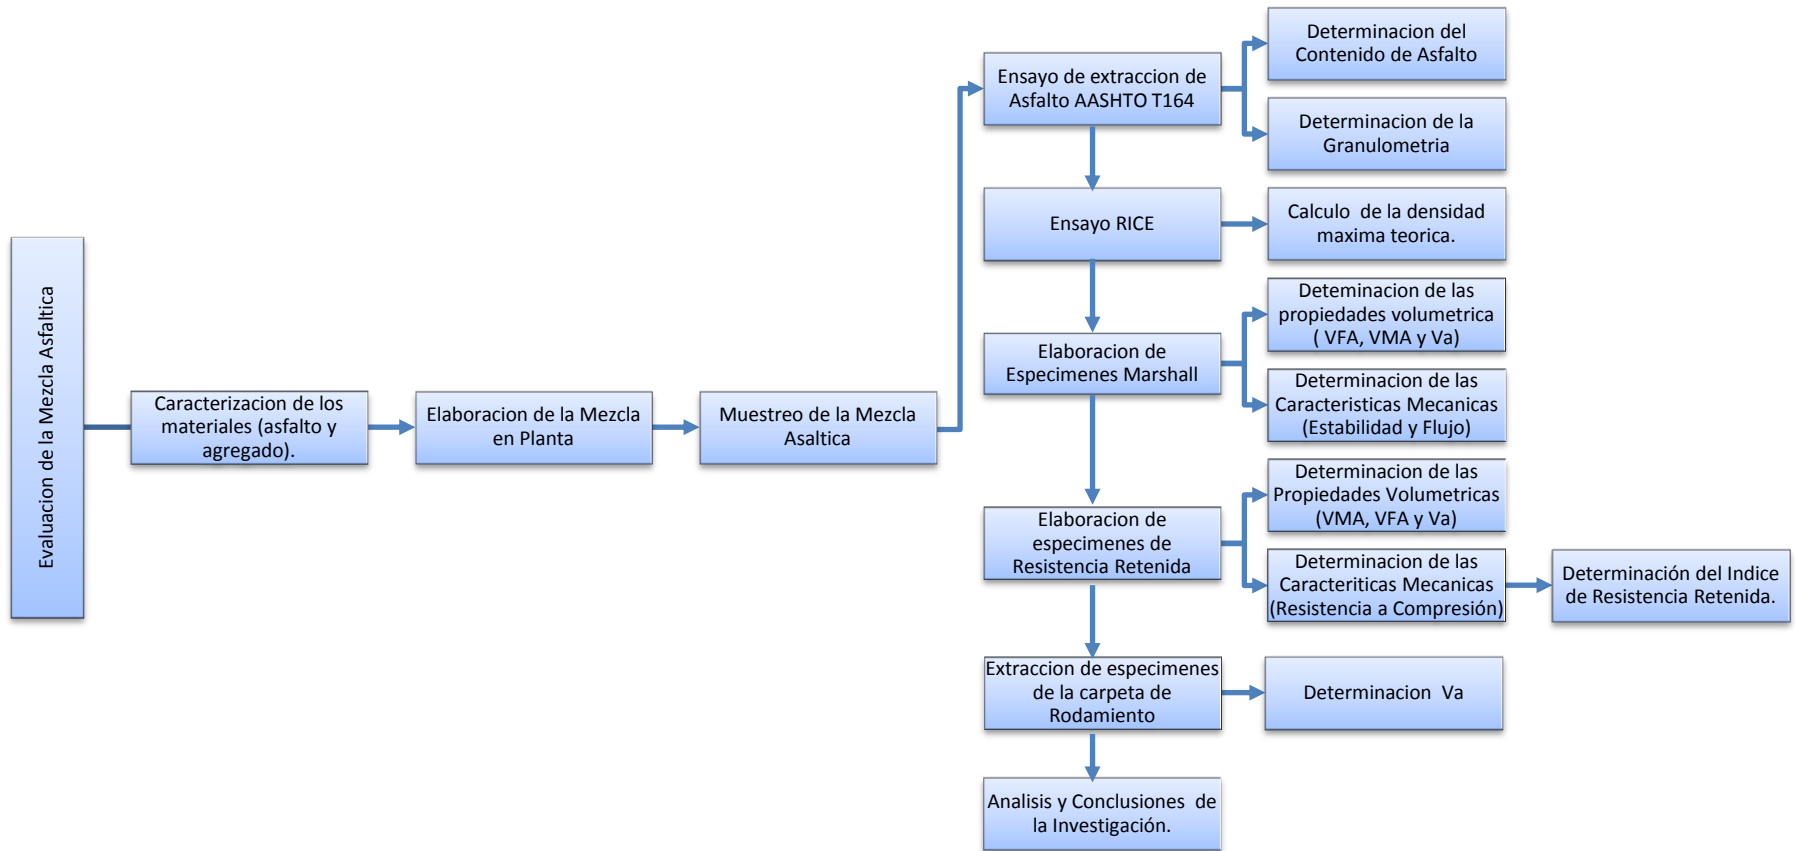 Evaluacion de la Mezcla Asfaltica
Caracterizacion de los
materiales (asfalto y
agregado).
Elaboracion de la Mezcla
en Planta
Muestreo de la Mezcla
Asaltica
Ensayo de extraccion de
Asfalto AASHTO T164
Determinacion del
Contenido de Asfalto
Determinacion de la
Granulometria
Ensayo RICE
Calculo de la densidad
maxima teorica.
Elaboracion de
Especimenes Marshall
Deteminacion de las
propiedades volumetrica
( VFA, VMA y Va)
Determinacion de las
Caracteristicas Mecanicas
(Estabilidad y Flujo)
Elaboracion de
especimenes de
Resistencia Retenida
Determinacion de las
Propiedades Volumetricas
(VMA, VFA y Va)
Determinacion de las
Caracteriticas Mecanicas
(Resistencia a Compresión)
Determinación del Indice
de Resistencia Retenida.
Extraccion de especimenes
de la carpeta de
Rodamiento
Determinacion Va
Analisis y Conclusiones de
la Investigación.